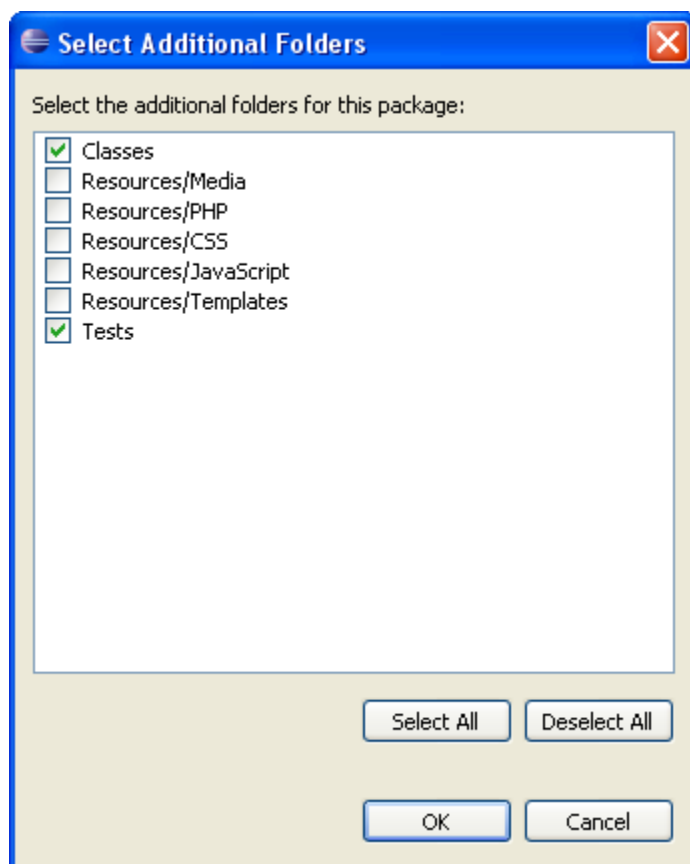 Select Additional Folders
Select the additional folders for this package:
Classes
Resources/Media
Resources/PHP
Resources/CSS
Resources/JavaScript
Resources/Templates
Tests
Select All Deselect All
OK Cancel